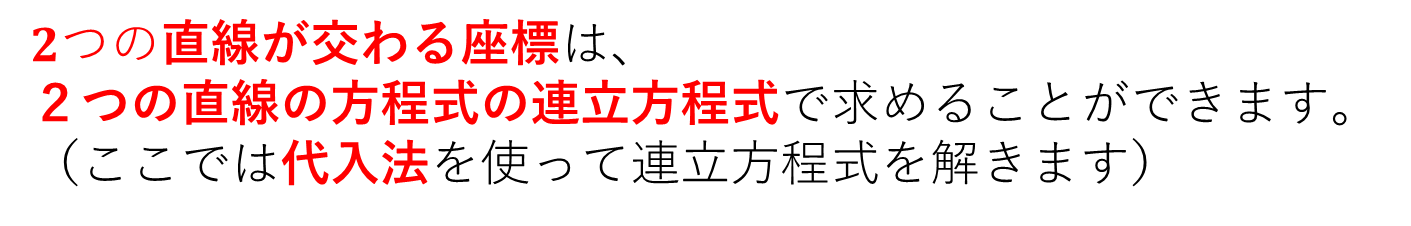 2つの直線が交わる座標は、
２つの直線の方程式の連立方程式で求めることができます。
（ここでは代入法を使って連立方程式を解きます）